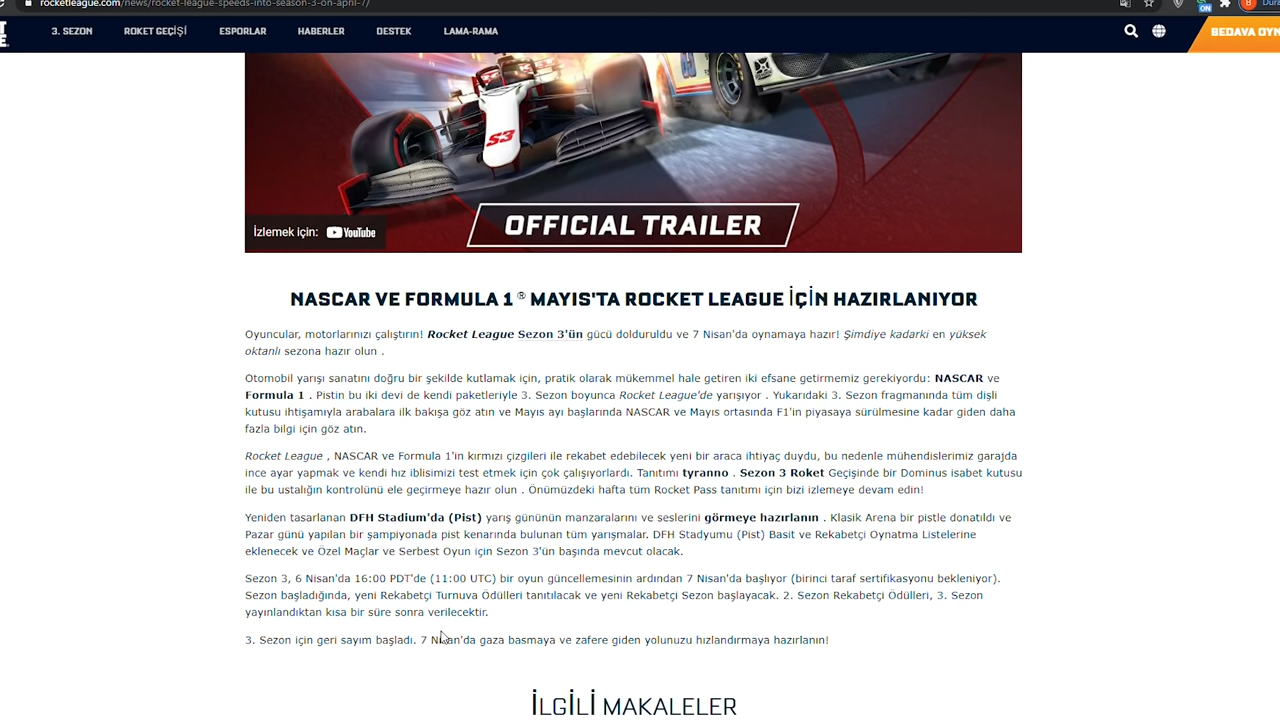 rocketleague.com/news/rocket-league-speeds-into-season-3-on-april-7/
ON
B
3. SEZON ROKET GEÇİŞİ ESPORLAR HABERLER DESTEK LAMA-RAMA
S3
OFFICIAL TRAILER
İzlemek için: YouTube
NASCAR VE FORMULA 1 ® MAYIS'TA ROCKET LEAGUE İÇİN HAZIRLANIYOR
Oyuncular, motorlarınızı çalıştırın! Rocket League Sezon 3'ün gücü dolduruldu ve 7 Nisan'da oynamaya hazır! Şimdiye kadarki en yüksek
oktanlı sezona hazır olun .
Otomobil yarışı sanatını doğru bir şekilde kutlamak için, pratik olarak mükemmel hale getiren iki efsane getirmemiz gerekiyordu: NASCAR ve
Formula 1 . Pistin bu iki devi de kendi paketleriyle 3. Sezon boyunca Rocket League'de yarışıyor . Yukarıdaki 3. Sezon fragmanında tüm dişli
kutusu ihtişamıyla arabalara ilk bakışa göz atın ve Mayıs ayı başlarında NASCAR ve Mayıs ortasında F1'in piyasaya sürülmesine kadar giden daha
fazla bilgi için göz atın.
Rocket League , NASCAR ve Formula 1'in kırmızı çizgileri ile rekabet edebilecek yeni bir araca ihtiyaç duydu, bu nedenle mühendislerimiz garajda
ince ayar yapmak ve kendi hız iblisimizi test etmek için çok çalışıyorlardı. Tanıtımı tyranno . Sezon 3 Roket Geçişinde bir Dominus isabet kutusu
ile bu ustalığın kontrolünü ele geçirmeye hazır olun . Önümüzdeki hafta tüm Rocket Pass tanıtımı için bizi izlemeye devam edin!
Yeniden tasarlanan DFH Stadium'da (Pist) yarış gününün manzaralarını ve seslerini görmeye hazırlanın . Klasik Arena bir pistle donatıldı ve
Pazar günü yapılan bir şampiyonada pist kenarında bulunan tüm yarışmalar. DFH Stadyumu (Pist) Basit ve Rekabetçi Oynatma Listelerine
eklenecek ve Özel Maçlar ve Serbest Oyun için Sezon 3'ün başında mevcut olacak.
Sezon 3, 6 Nisan'da 16:00 PDT'de (11:00 UTC) bir oyun güncellemesinin ardından 7 Nisan'da başlıyor (birinci taraf sertifikasyonu bekleniyor).
Sezon başladığında, yeni Rekabetçi Turnuva Ödülleri tanıtılacak ve yeni Rekabetçi Sezon başlayacak. 2. Sezon Rekabetçi Ödülleri, 3. Sezon
yayınlandıktan kısa bir süre sonra verilecektir.
3. Sezon için geri sayım başladı. 7 Nisan'da gaza basmaya ve zafere giden yolunuzu hızlandırmaya hazırlanın!
İLGİLİ MAKALELER